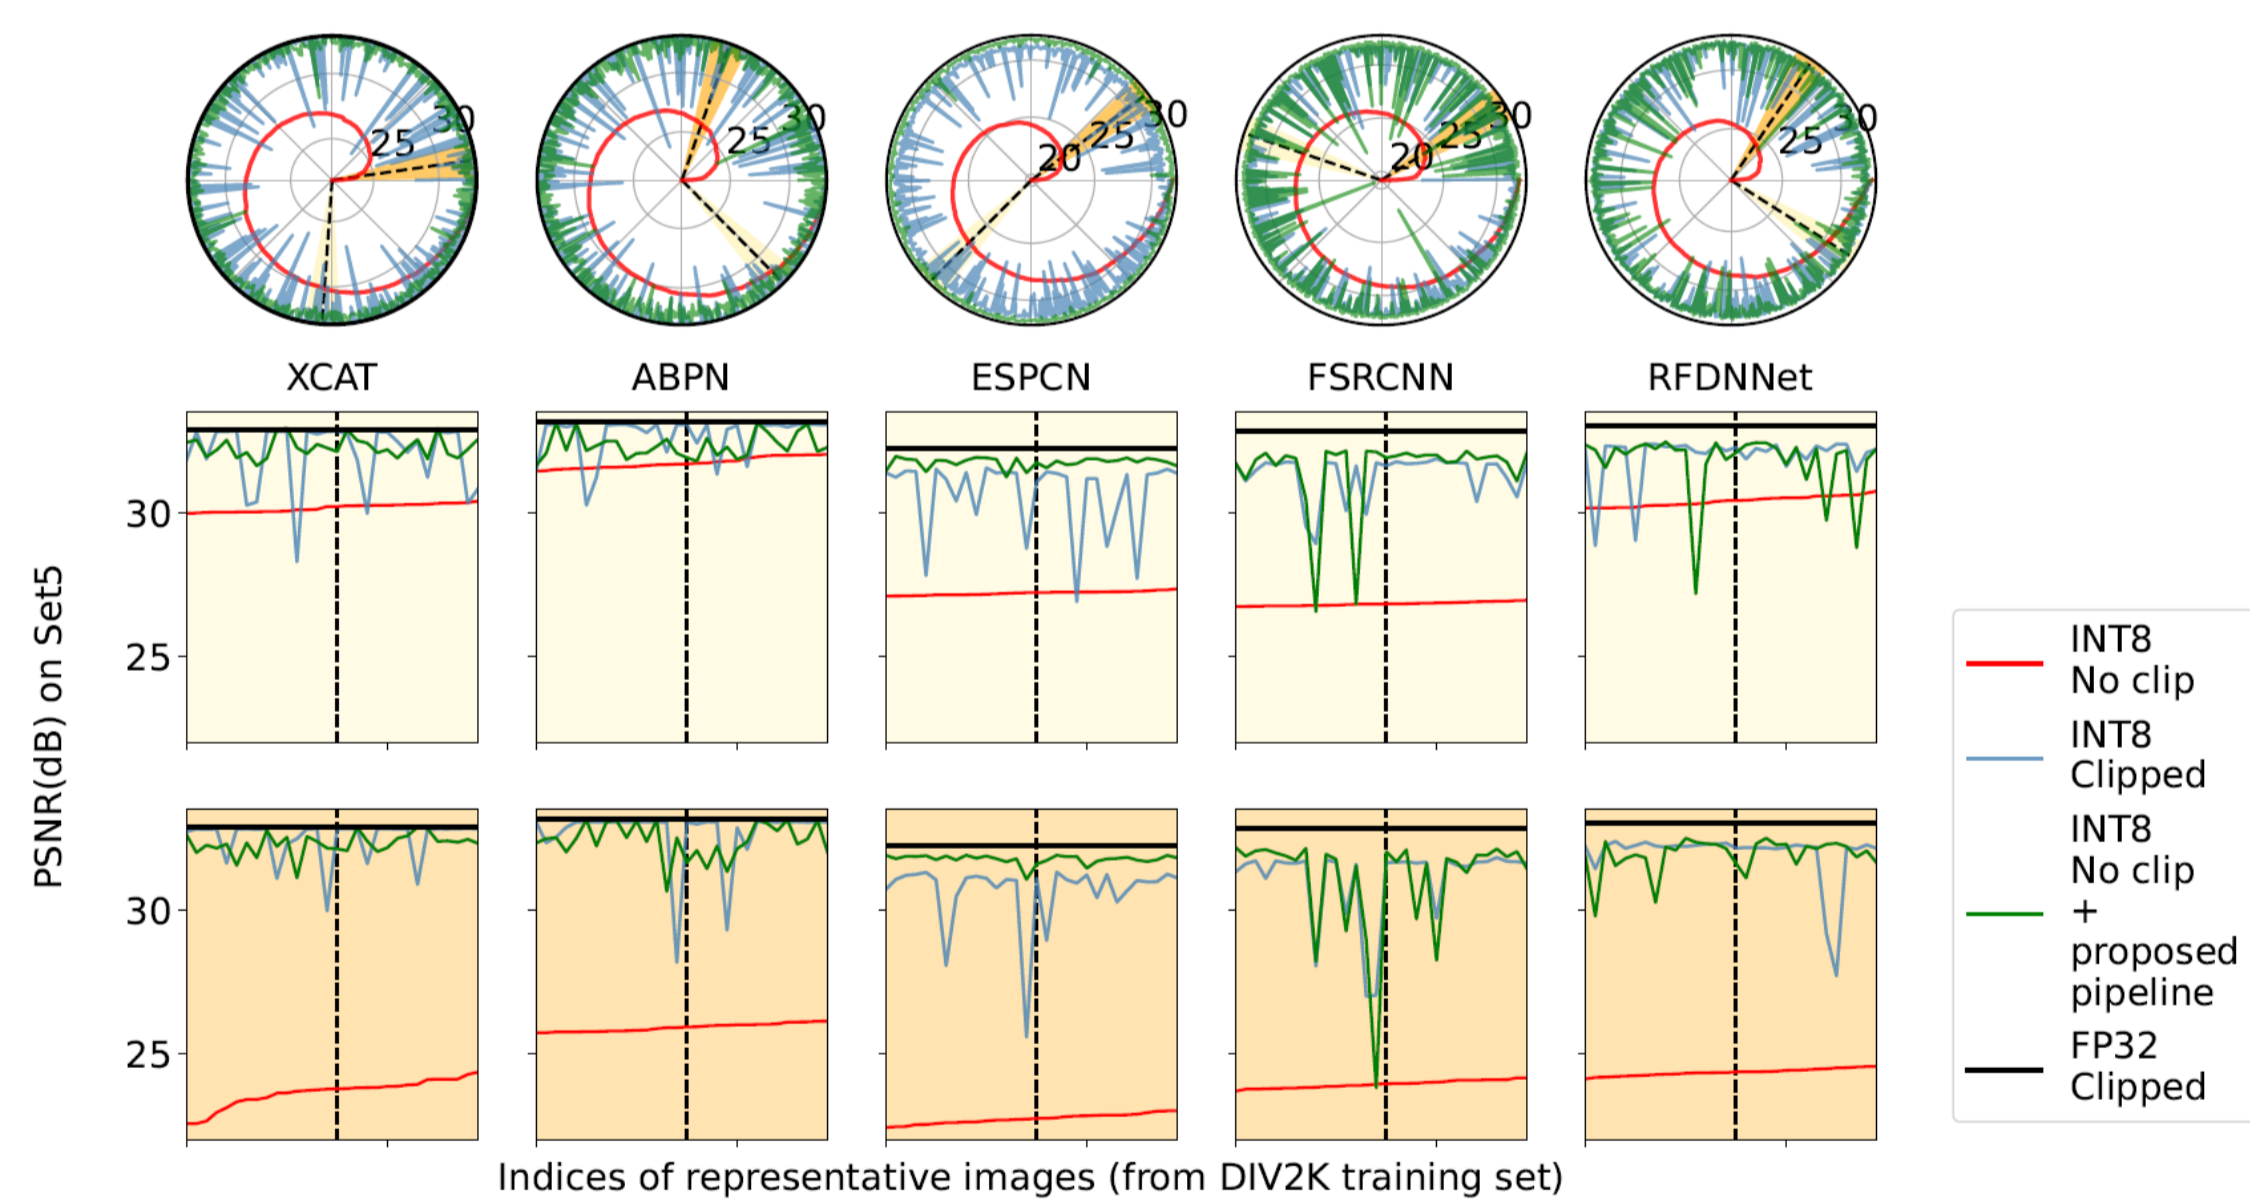 30
25
30
25
30
25
20
30
25
20
30
25
XCAT
ABPN
ESPCN
FSRCNN
RFDNNet
30
25
30
25
PSNR(dB) on Set5
Indices of representative images (from DIV2K training set)
INT8
No clip
INT8
Clipped
INT8
No clip
+
proposed
pipeline
FP32
Clipped